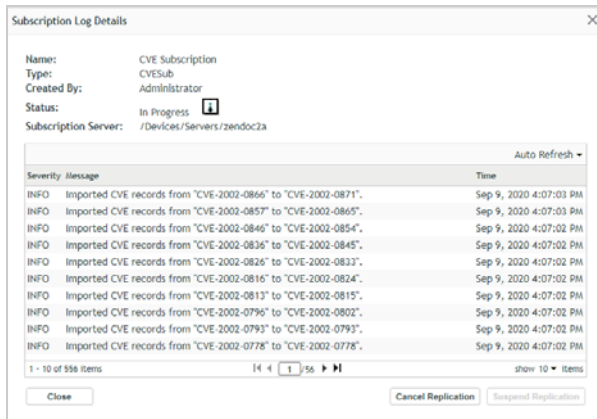 Subscription Log Details
Name: CVE Subscription
Type: CVESub
Created By: Administrator
Status: In Progress
Subscription Server: /Devices/Servers/zendoc2a
Auto Refresh
Severity Message Time
INFO Imported CVE records from "CVE-2002-0866" to "CVE-2002-0871". Sep 9, 2020 4:07:03 PM
INFO Imported CVE records from "CVE-2002-0857" to "CVE-2002-0865". Sep 9, 2020 4:07:03 PM
INFO Imported CVE records from "CVE-2002-0846" to "CVE-2002-0854". Sep 9, 2020 4:07:02 PM
INFO Imported CVE records from "CVE-2002-0836" to "CVE-2002-0845". Sep 9, 2020 4:07:02 PM
INFO Imported CVE records from "CVE-2002-0826" to "CVE-2002-0833". Sep 9, 2020 4:07:02 PM
INFO Imported CVE records from "CVE-2002-0816" to "CVE-2002-0824". Sep 9, 2020 4:07:02 PM
INFO Imported CVE records from "CVE-2002-0813" to "CVE-2002-0815". Sep 9, 2020 4:07:02 PM
INFO Imported CVE records from "CVE-2002-0796" to "CVE-2002-0802". Sep 9, 2020 4:07:02 PM
INFO Imported CVE records from "CVE-2002-0793" to "CVE-2002-0793". Sep 9, 2020 4:07:02 PM
INFO Imported CVE records from "CVE-2002-0778" to "CVE-2002-0778". Sep 9, 2020 4:07:02 PM
1 - 10 of 556 items 1 /56 show 10 items
Close Cancel Replication Suspend Replication